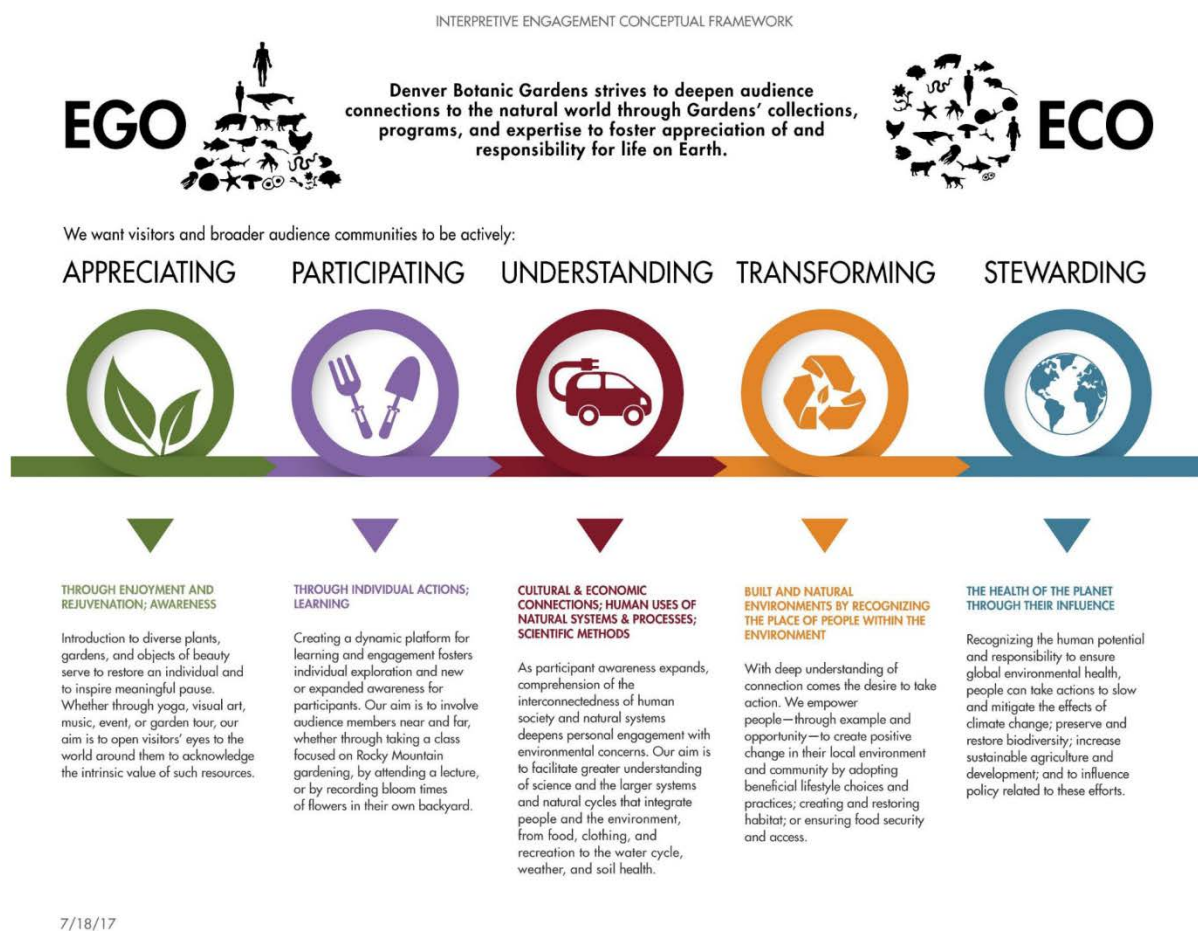 INTERPRETIVE ENGAGEMENT CONCEPTUAL FRAMEWORK
EGO
Denver Botanic Gardens strives to deepen audience
connections to the natural world through Gardens' collections,
programs, and expertise to foster appreciation of and
responsibility for life on Earth.
ECO
We want visitors and broader audience communities to be actively:
APPRECIATING
PARTICIPATING
UNDERSTANDING
TRANSFORMING
STEWARDING
THROUGH ENJOYMENT AND
REJUVENATION; AWARENESS
Introduction to diverse plants,
gardens, and objects of beauty
serve to restore an individual and
to inspire meaningful pause.
Whether through yoga, visual art,
music, event, or garden tour, our
aim is to open visitors' eyes to the
world around them to acknowledge
the intrinsic value of such resources.
THROUGH INDIVIDUAL ACTIONS;
LEARNING
Creating a dynamic platform for
learning and engagement fosters
individual exploration and new
or expanded awareness for
participants. Our aim is to involve
audience members near and far,
whether through taking a class
focused on Rocky Mountain
gardening, by attending a lecture,
or by recording bloom times
of flowers in their own backyard.
CULTURAL & ECONOMIC
CONNECTIONS; HUMAN USES OF
NATURAL SYSTEMS & PROCESSES;
SCIENTIFIC METHODS
As participant awareness expands,
comprehension of the
interconnectedness of human
society and natural systems
deepens personal engagement with
environmental concerns. Our aim is
to facilitate greater understanding
of science and the larger systems
and natural cycles that integrate
people and the environment,
from food, clothing, and
recreation to the water cycle,
weather, and soil health.
BUILT AND NATURAL
ENVIRONMENTS BY RECOGNIZING
THE PLACE OF PEOPLE WITHIN THE
ENVIRONMENT
With deep understanding of
connection comes the desire to take
action. We empower
people—through example and
opportunity—to create positive
change in their local environment
and community by adopting
beneficial lifestyle choices and
practices; creating and restoring
habitat; or ensuring food security
and access.
THE HEALTH OF THE PLANET
THROUGH THEIR INFLUENCE
Recognizing the human potential
and responsibility to ensure
global environmental health,
people can take actions to slow
and mitigate the effects of
climate change; preserve and
restore biodiversity; increase
sustainable agriculture and
development; and to influence
policy related to these efforts.
7/18/17